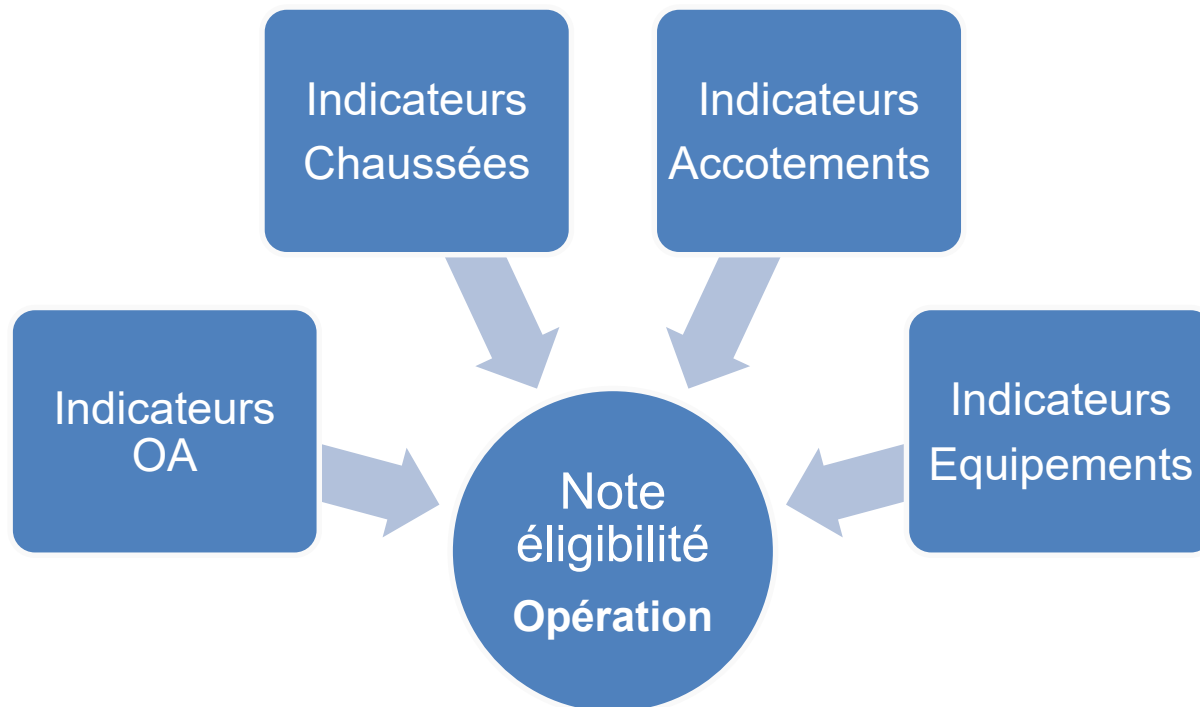 Indicateurs
Chaussées
Indicateurs
Accotements
Indicateurs
OA
Indicateurs
Equipements
Note
éligibilité
Opération